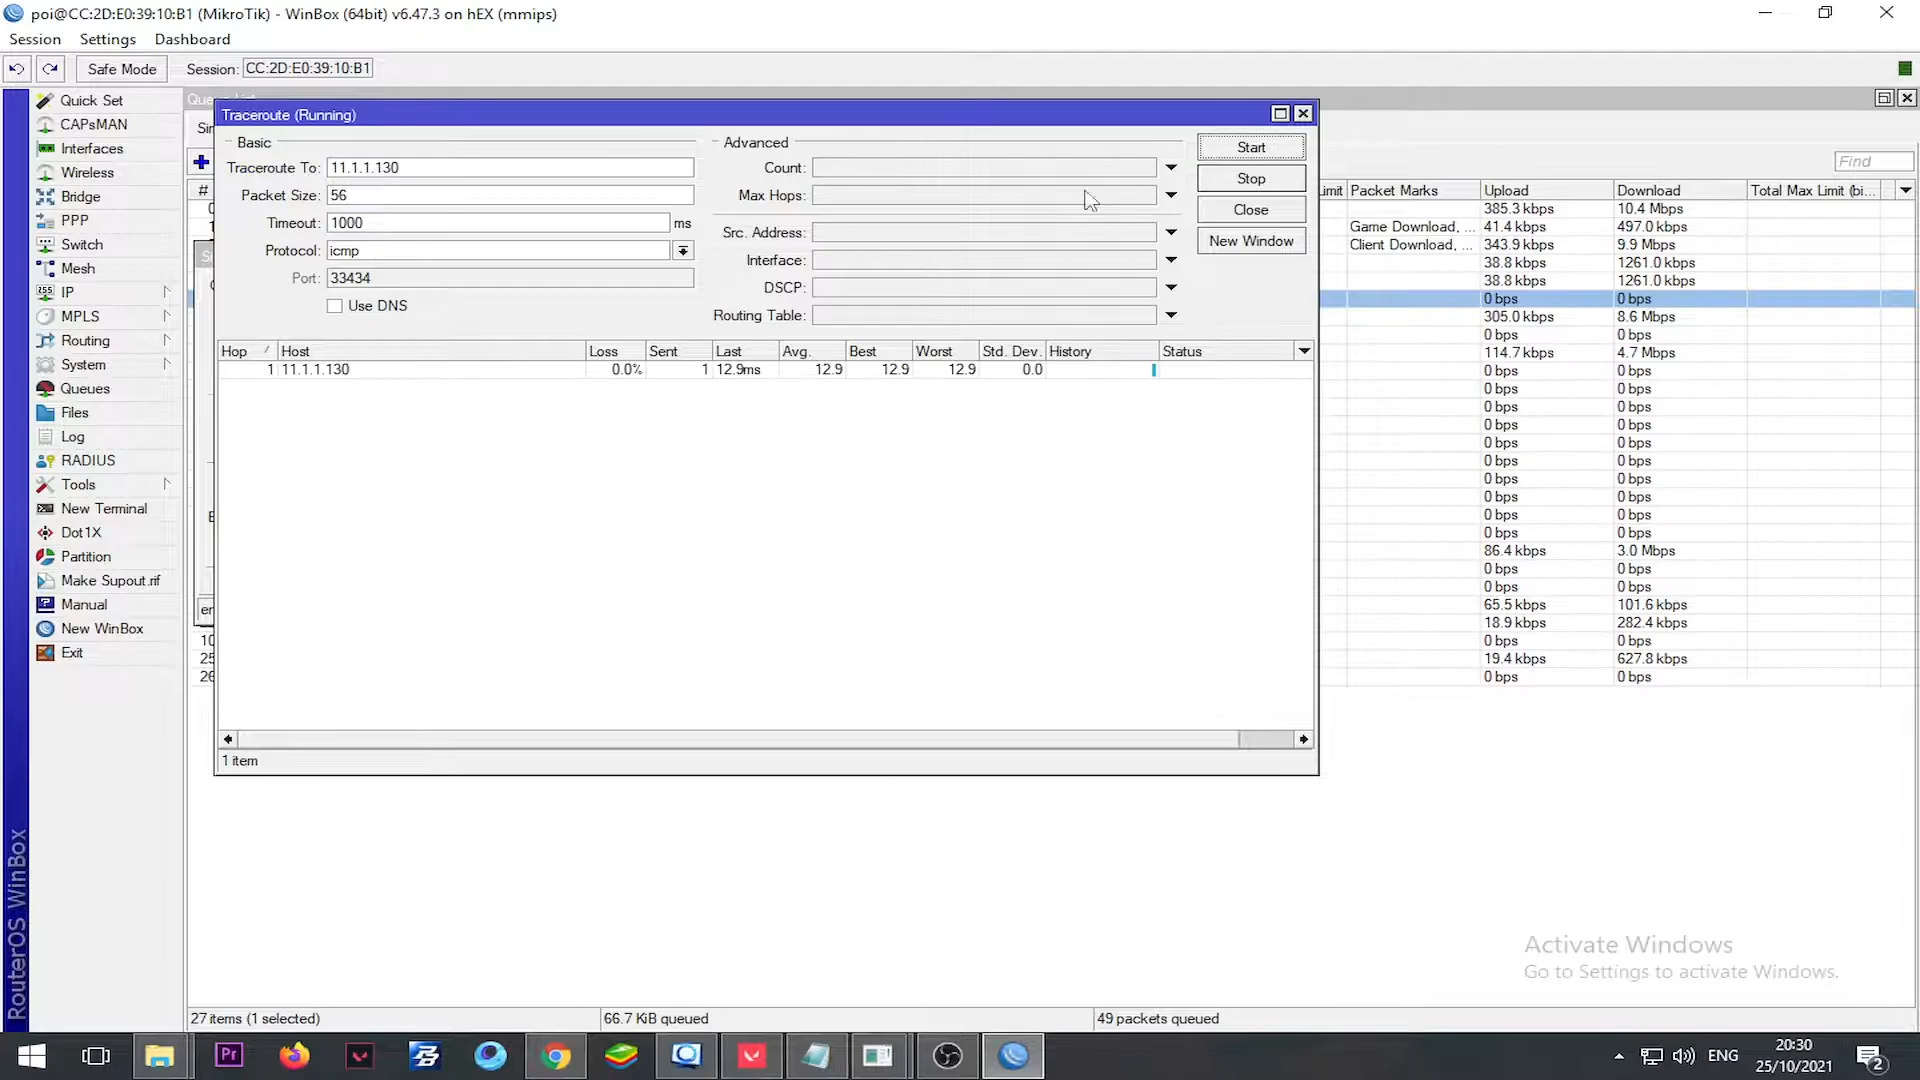 poi@CC:2D:E0:39:10:B1 (MikroTik) - WinBox (64bit) v6.47.3 on hEX (mmips)
Session Settings Dashboard
Safe Mode Session: CC:2D:E0:39:10:B1
Quick Set
CAPsMAN
Interfaces
Wireless
Bridge
PPP
Switch
Mesh
IP
MPLS
Routing
System
Queues
Files
Log
RADIUS
Tools
New Terminal
Dot1X
Partition
Make Supout.rif
Manual
New WinBox
Exit
RouterOS WinBox
Traceroute (Running)
Basic
Traceroute To: 11.1.1.130
Packet Size: 56
Timeout: 1000 ms
Protocol: icmp
Port: 33434
Use DNS
Advanced
Count:
Max Hops:
Src. Address:
Interface:
DSCP:
Routing Table:
Start
Stop
Close
New Window
Hop Host Loss Sent Last Avg. Best Worst Std. Dev. History Status
1 11.1.1.130 0.0% 1 12.9ms 12.9 12.9 12.9 0.0
1 item
Find
# Packet Marks Upload Download Total Max Limit (bi...
385.3 kbps 10.4 Mbps
Game Download, ... 41.4 kbps 497.0 kbps
Client Download, ... 343.9 kbps 9.9 Mbps
38.8 kbps 1261.0 kbps
38.8 kbps 1261.0 kbps
0 bps 0 bps
305.0 kbps 8.6 Mbps
0 bps 0 bps
114.7 kbps 4.7 Mbps
0 bps 0 bps
0 bps 0 bps
0 bps 0 bps
0 bps 0 bps
0 bps 0 bps
0 bps 0 bps
0 bps 0 bps
0 bps 0 bps
0 bps 0 bps
0 bps 0 bps
86.4 kbps 3.0 Mbps
0 bps 0 bps
0 bps 0 bps
65.5 kbps 101.6 kbps
18.9 kbps 282.4 kbps
0 bps 0 bps
25 19.4 kbps 627.8 kbps
26 0 bps 0 bps
Activate Windows
Go to Settings to activate Windows.
27 items (1 selected) 66.7 KiB queued 49 packets queued
Pr
ENG
20:30
25/10/2021
2